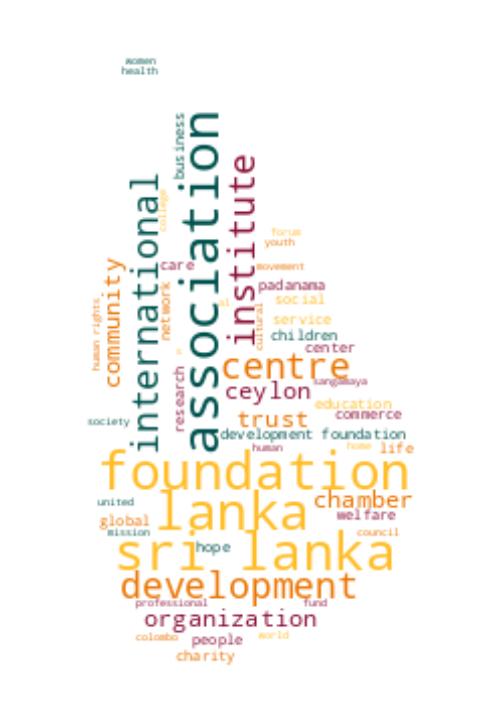 women
health
business
association
international
institute
college
forum
youth
care
movement
community
padanama
network
social
al
human rights
cultural
service
children
center
centre
research
ceylon
sangamaya
education
commerce
trust
society
development foundation
human
home
life
foundation
lanka
chamber
united
welfare
global
mission
council
hope
sri lanka
development
professional
fund
organization
colombo
people
world
charity